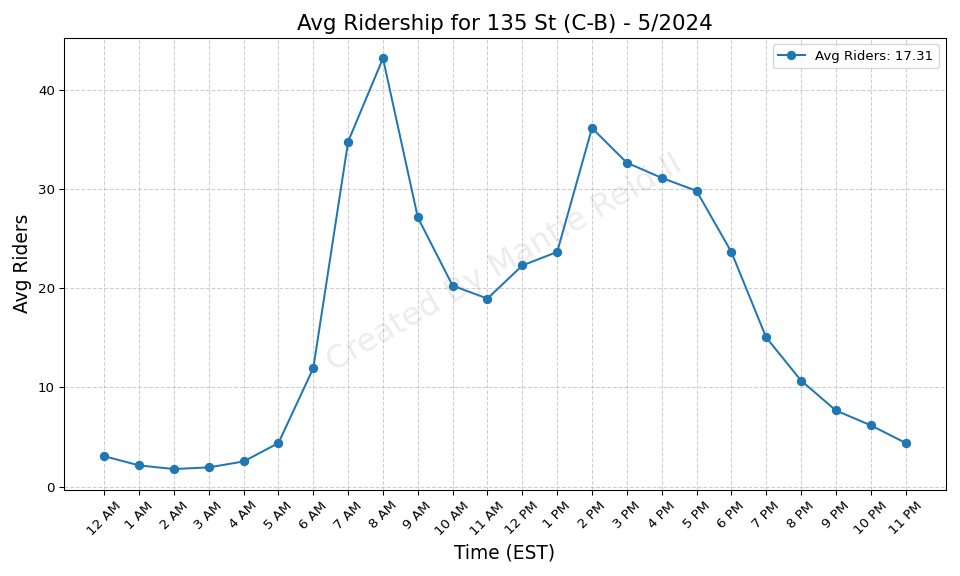 Avg Ridership for 135 St (C-B) - 5/2024
Avg Riders: 17.31
Avg Riders
40
30
20
10
0
Created By Mantle Reidul
12 AM
1 AM
2 AM
3 AM
4 AM
5 AM
6 AM
7 AM
8 AM
9 AM
10 AM
11 AM
12 PM
1 PM
2 PM
3 PM
4 PM
5 PM
6 PM
7 PM
8 PM
9 PM
10 PM
11 PM
Time (EST)